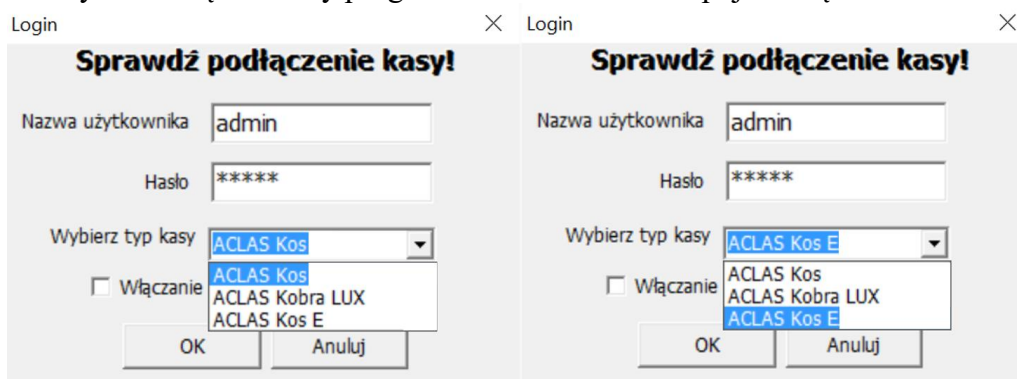 Login
Sprawdź podłączenie kasy!
Nazwa użytkownika admin
Hasło *****
Wybierz typ kasy ACLAS Kos
ACLAS Kos
Włączanie
ACLAS Kobra LUX
ACLAS Kos E
OK Anuluj
Login
Sprawdź podłączenie kasy!
Nazwa użytkownika admin
Hasło *****
Wybierz typ kasy ACLAS Kos E
ACLAS Kos
Włączanie
ACLAS Kobra LUX
ACLAS Kos E
OK Anuluj